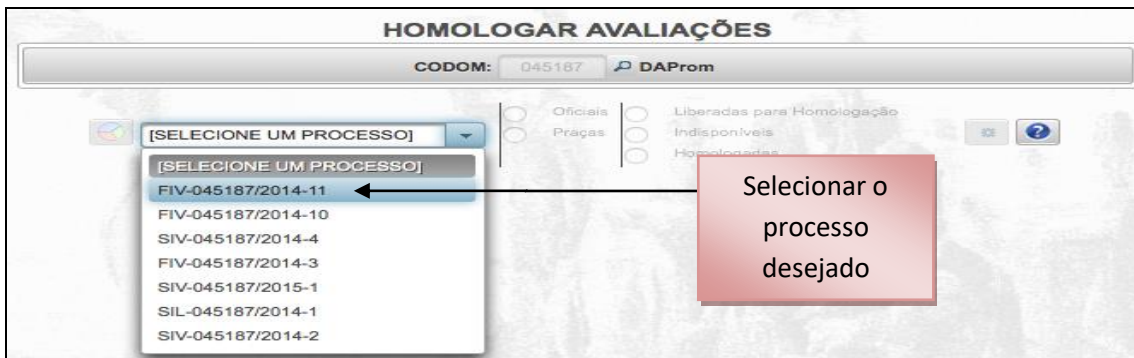 HOMOLOGAR AVALIAÇÕES
CODOM: 045187 DAProm
[SELECIONE UM PROCESSO]
Oficiais
Praças
Liberadas para Homologação
Indisponíveis
Homologadas
?
[SELECIONE UM PROCESSO]
FIV-045187/2014-11
FIV-045187/2014-10
SIV-045187/2014-4
FIV-045187/2014-3
SIV-045187/2015-1
SIL-045187/2014-1
SIV-045187/2014-2
Selecionar o
processo
desejado